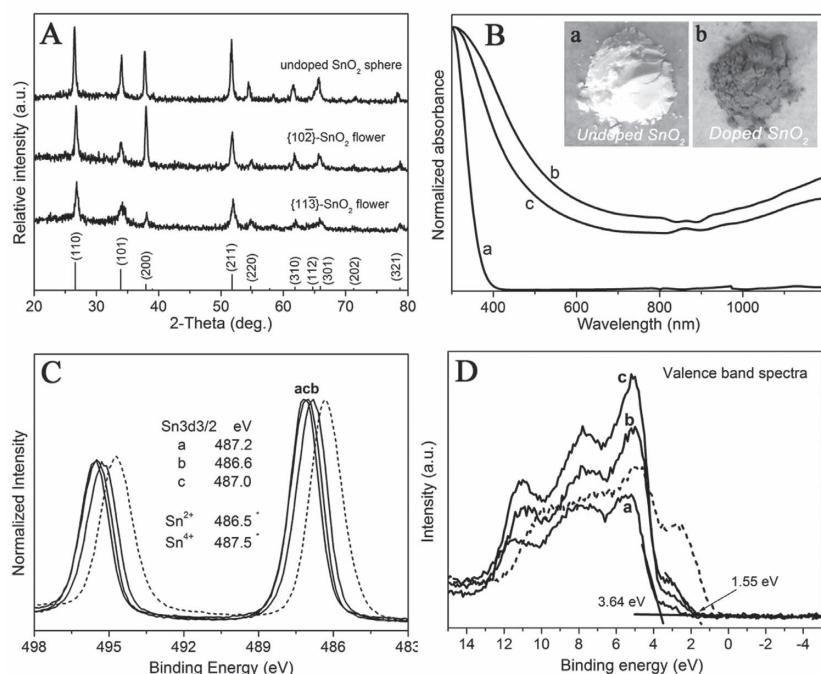 A
undoped SnO₂ sphere
{102̄}-SnO₂ flower
{113̄}-SnO₂ flower
(110)
(101)
(200)
(211)
(220)
(310)
(112)
(301)
(202)
(321)
20 30 40 50 60 70 80
2-Theta (deg.)
Relative intensity (a.u.)
B
a
Undoped SnO₂
b
Doped SnO₂
b
c
a
400 600 800 1000
Wavelength (nm)
Normalized absorbance
C
acb
Sn3d3/2 eV
a 487.2
b 486.6
c 487.0
Sn²⁺ 486.5 *
Sn⁴⁺ 487.5 *
498 495 492 489 486 483
Binding Energy (eV)
Normalized Intensity
D
Valence band spectra
c
b
a
3.64 eV
1.55 eV
15 14 12 10 8 6 4 2 0 -2 -4
Binding energy (eV)
Intensity (a.u.)